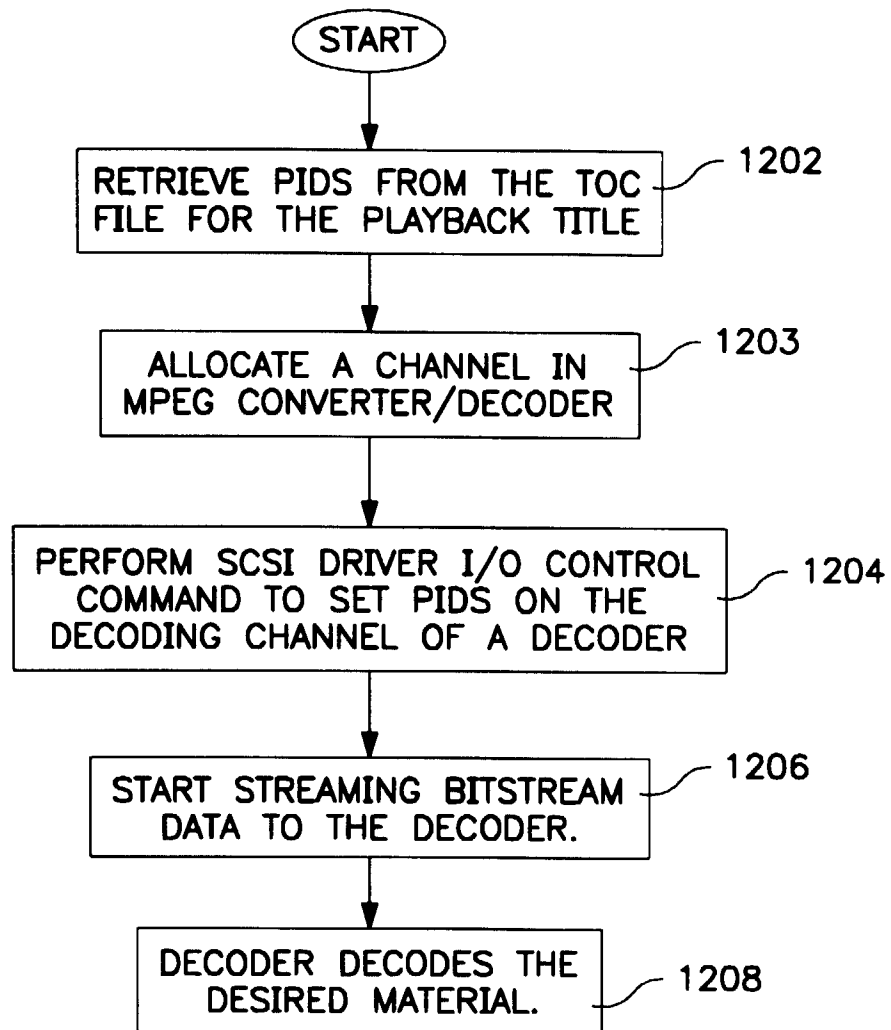 START
RETRIEVE PIDS FROM THE TOC
FILE FOR THE PLAYBACK TITLE
1202
ALLOCATE A CHANNEL IN
MPEG CONVERTER/DECODER
1203
PERFORM SCSI DRIVER I/O CONTROL
COMMAND TO SET PIDS ON THE
DECODING CHANNEL OF A DECODER
1204
START STREAMING BITSTREAM
DATA TO THE DECODER.
1206
DECODER DECODES THE
DESIRED MATERIAL.
1208